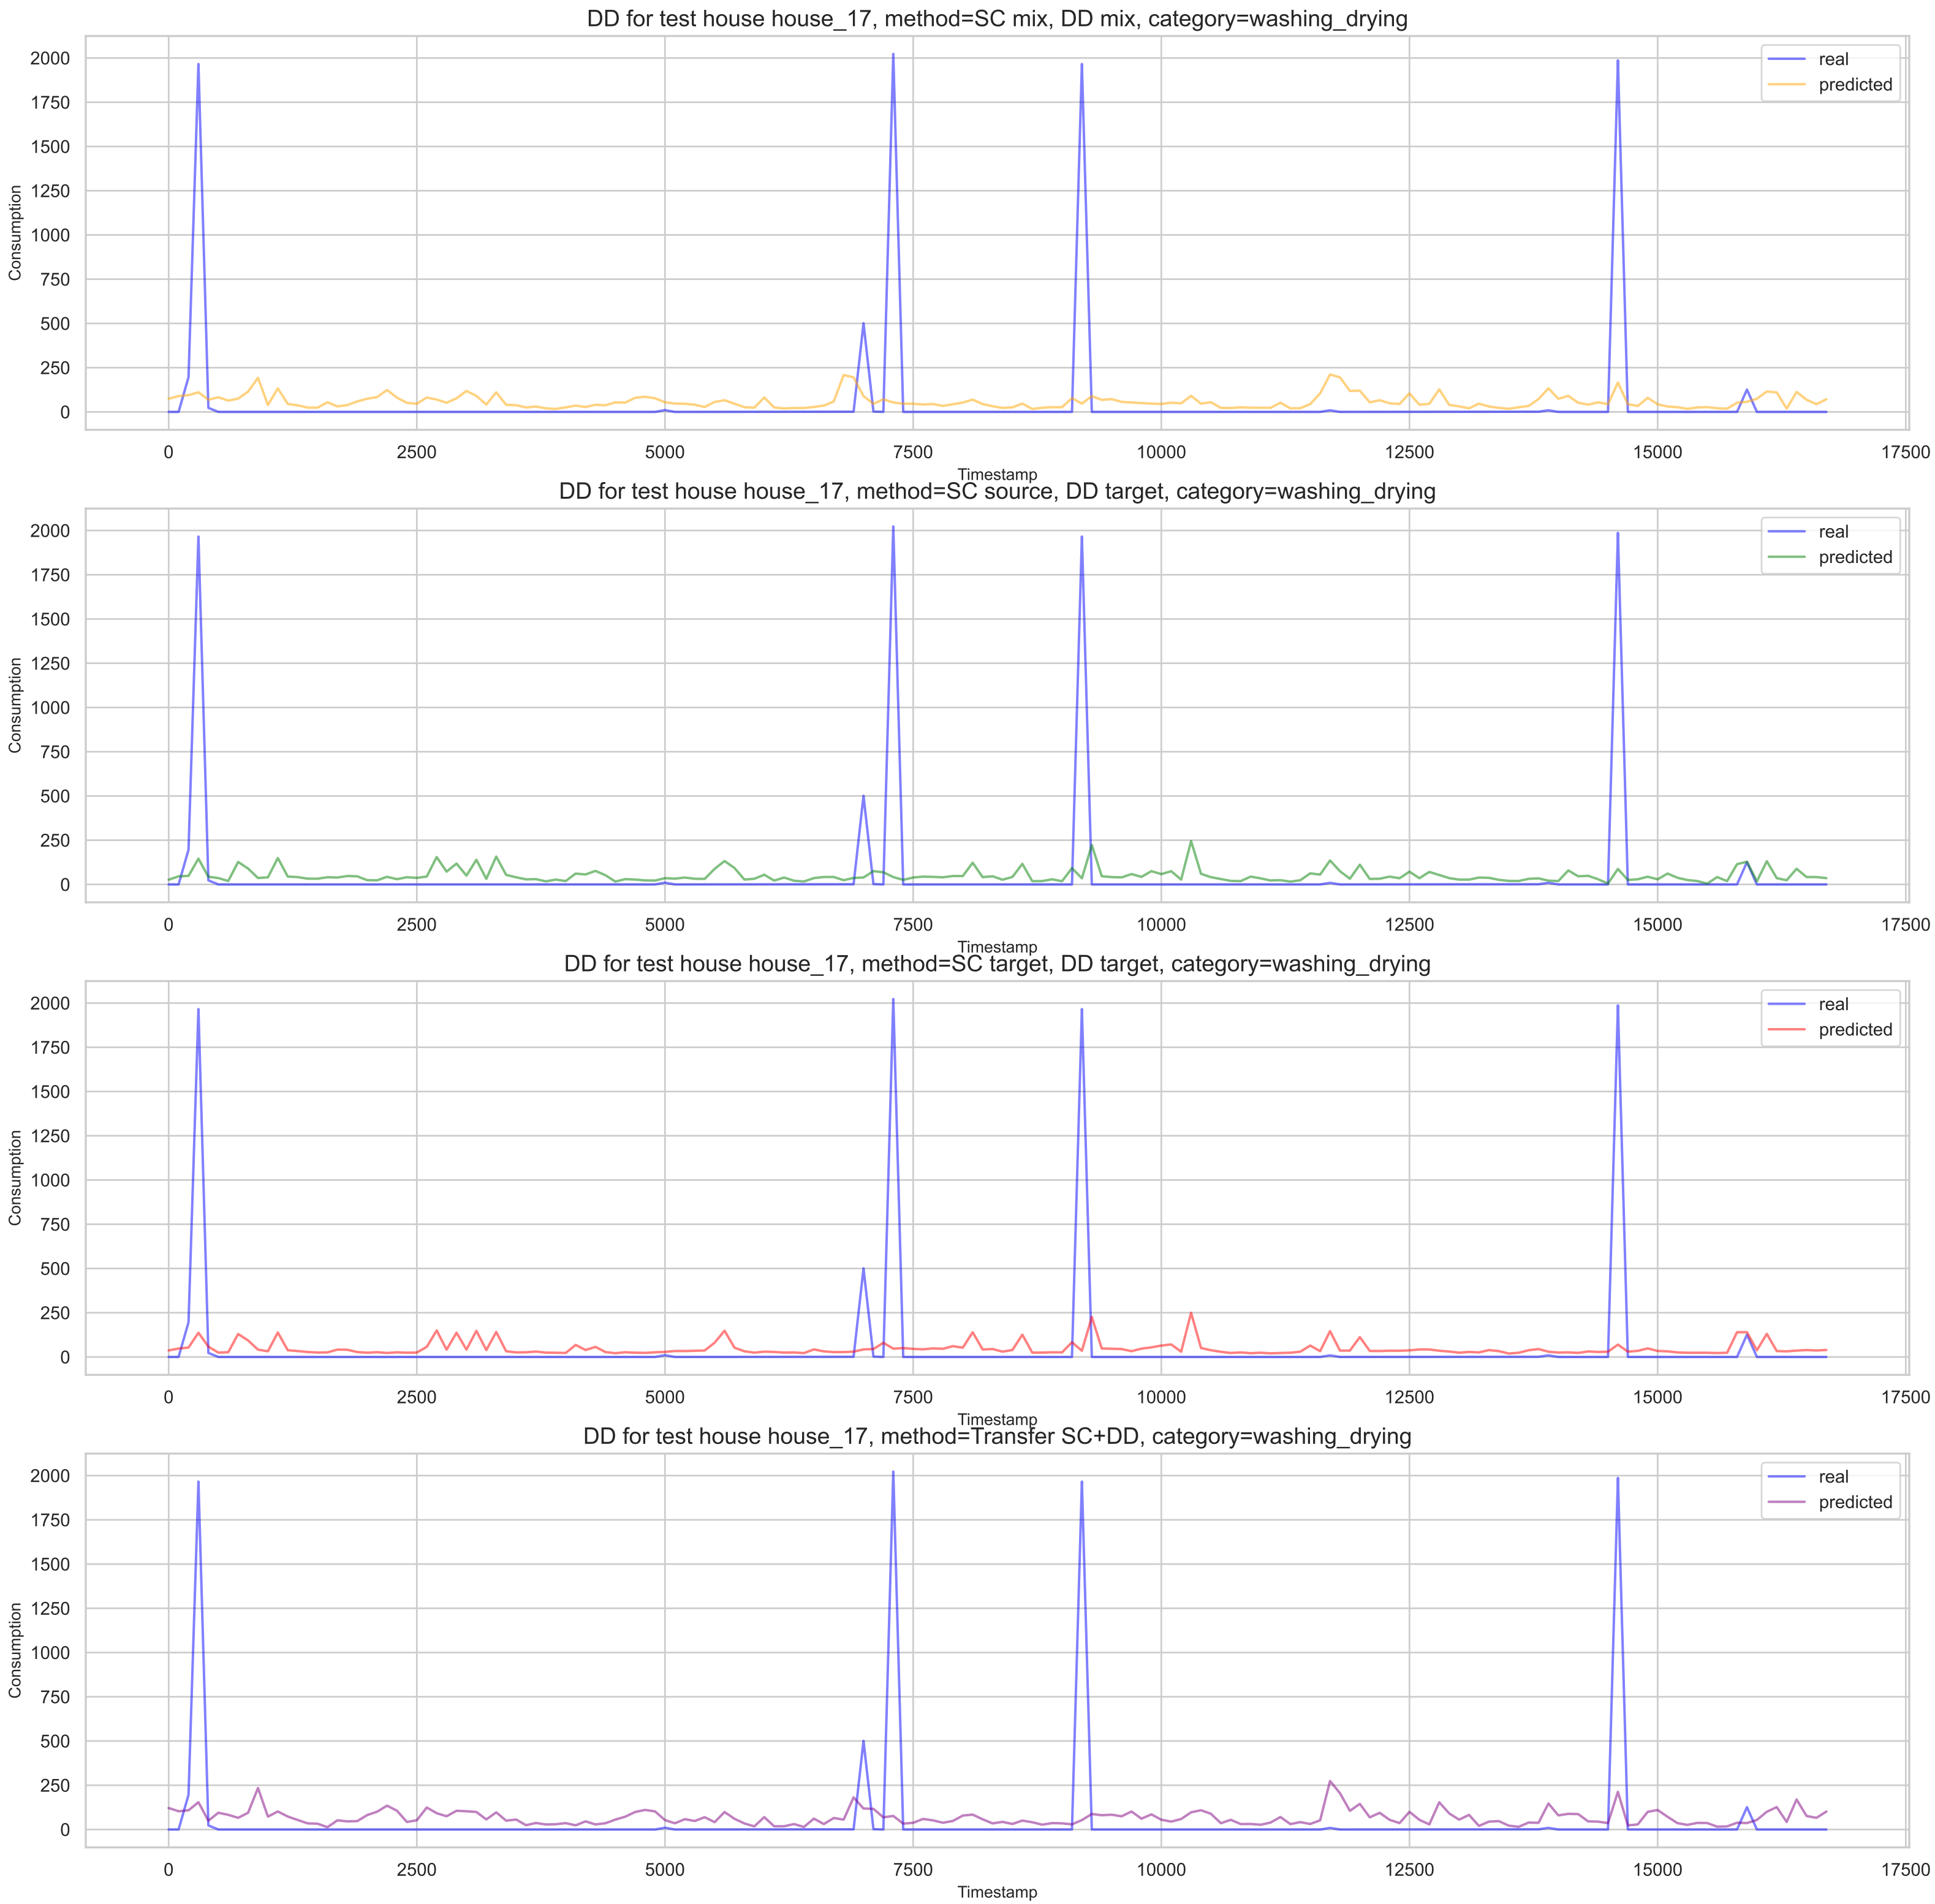 DD for test house house_17, method=SC mix, DD mix, category=washing_drying
2000
1750
1500
1250
1000
750
500
250
0
Consumption
real
predicted
0 2500 5000 7500 10000 12500 15000 17500
Timestamp
DD for test house house_17, method=SC source, DD target, category=washing_drying
2000
1750
1500
1250
1000
750
500
250
0
Consumption
real
predicted
0 2500 5000 7500 10000 12500 15000 17500
Timestamp
DD for test house house_17, method=SC target, DD target, category=washing_drying
2000
1750
1500
1250
1000
750
500
250
0
Consumption
real
predicted
0 2500 5000 7500 10000 12500 15000 17500
Timestamp
DD for test house house_17, method=Transfer SC+DD, category=washing_drying
2000
1750
1500
1250
1000
750
500
250
0
Consumption
real
predicted
0 2500 5000 7500 10000 12500 15000 17500
Timestamp